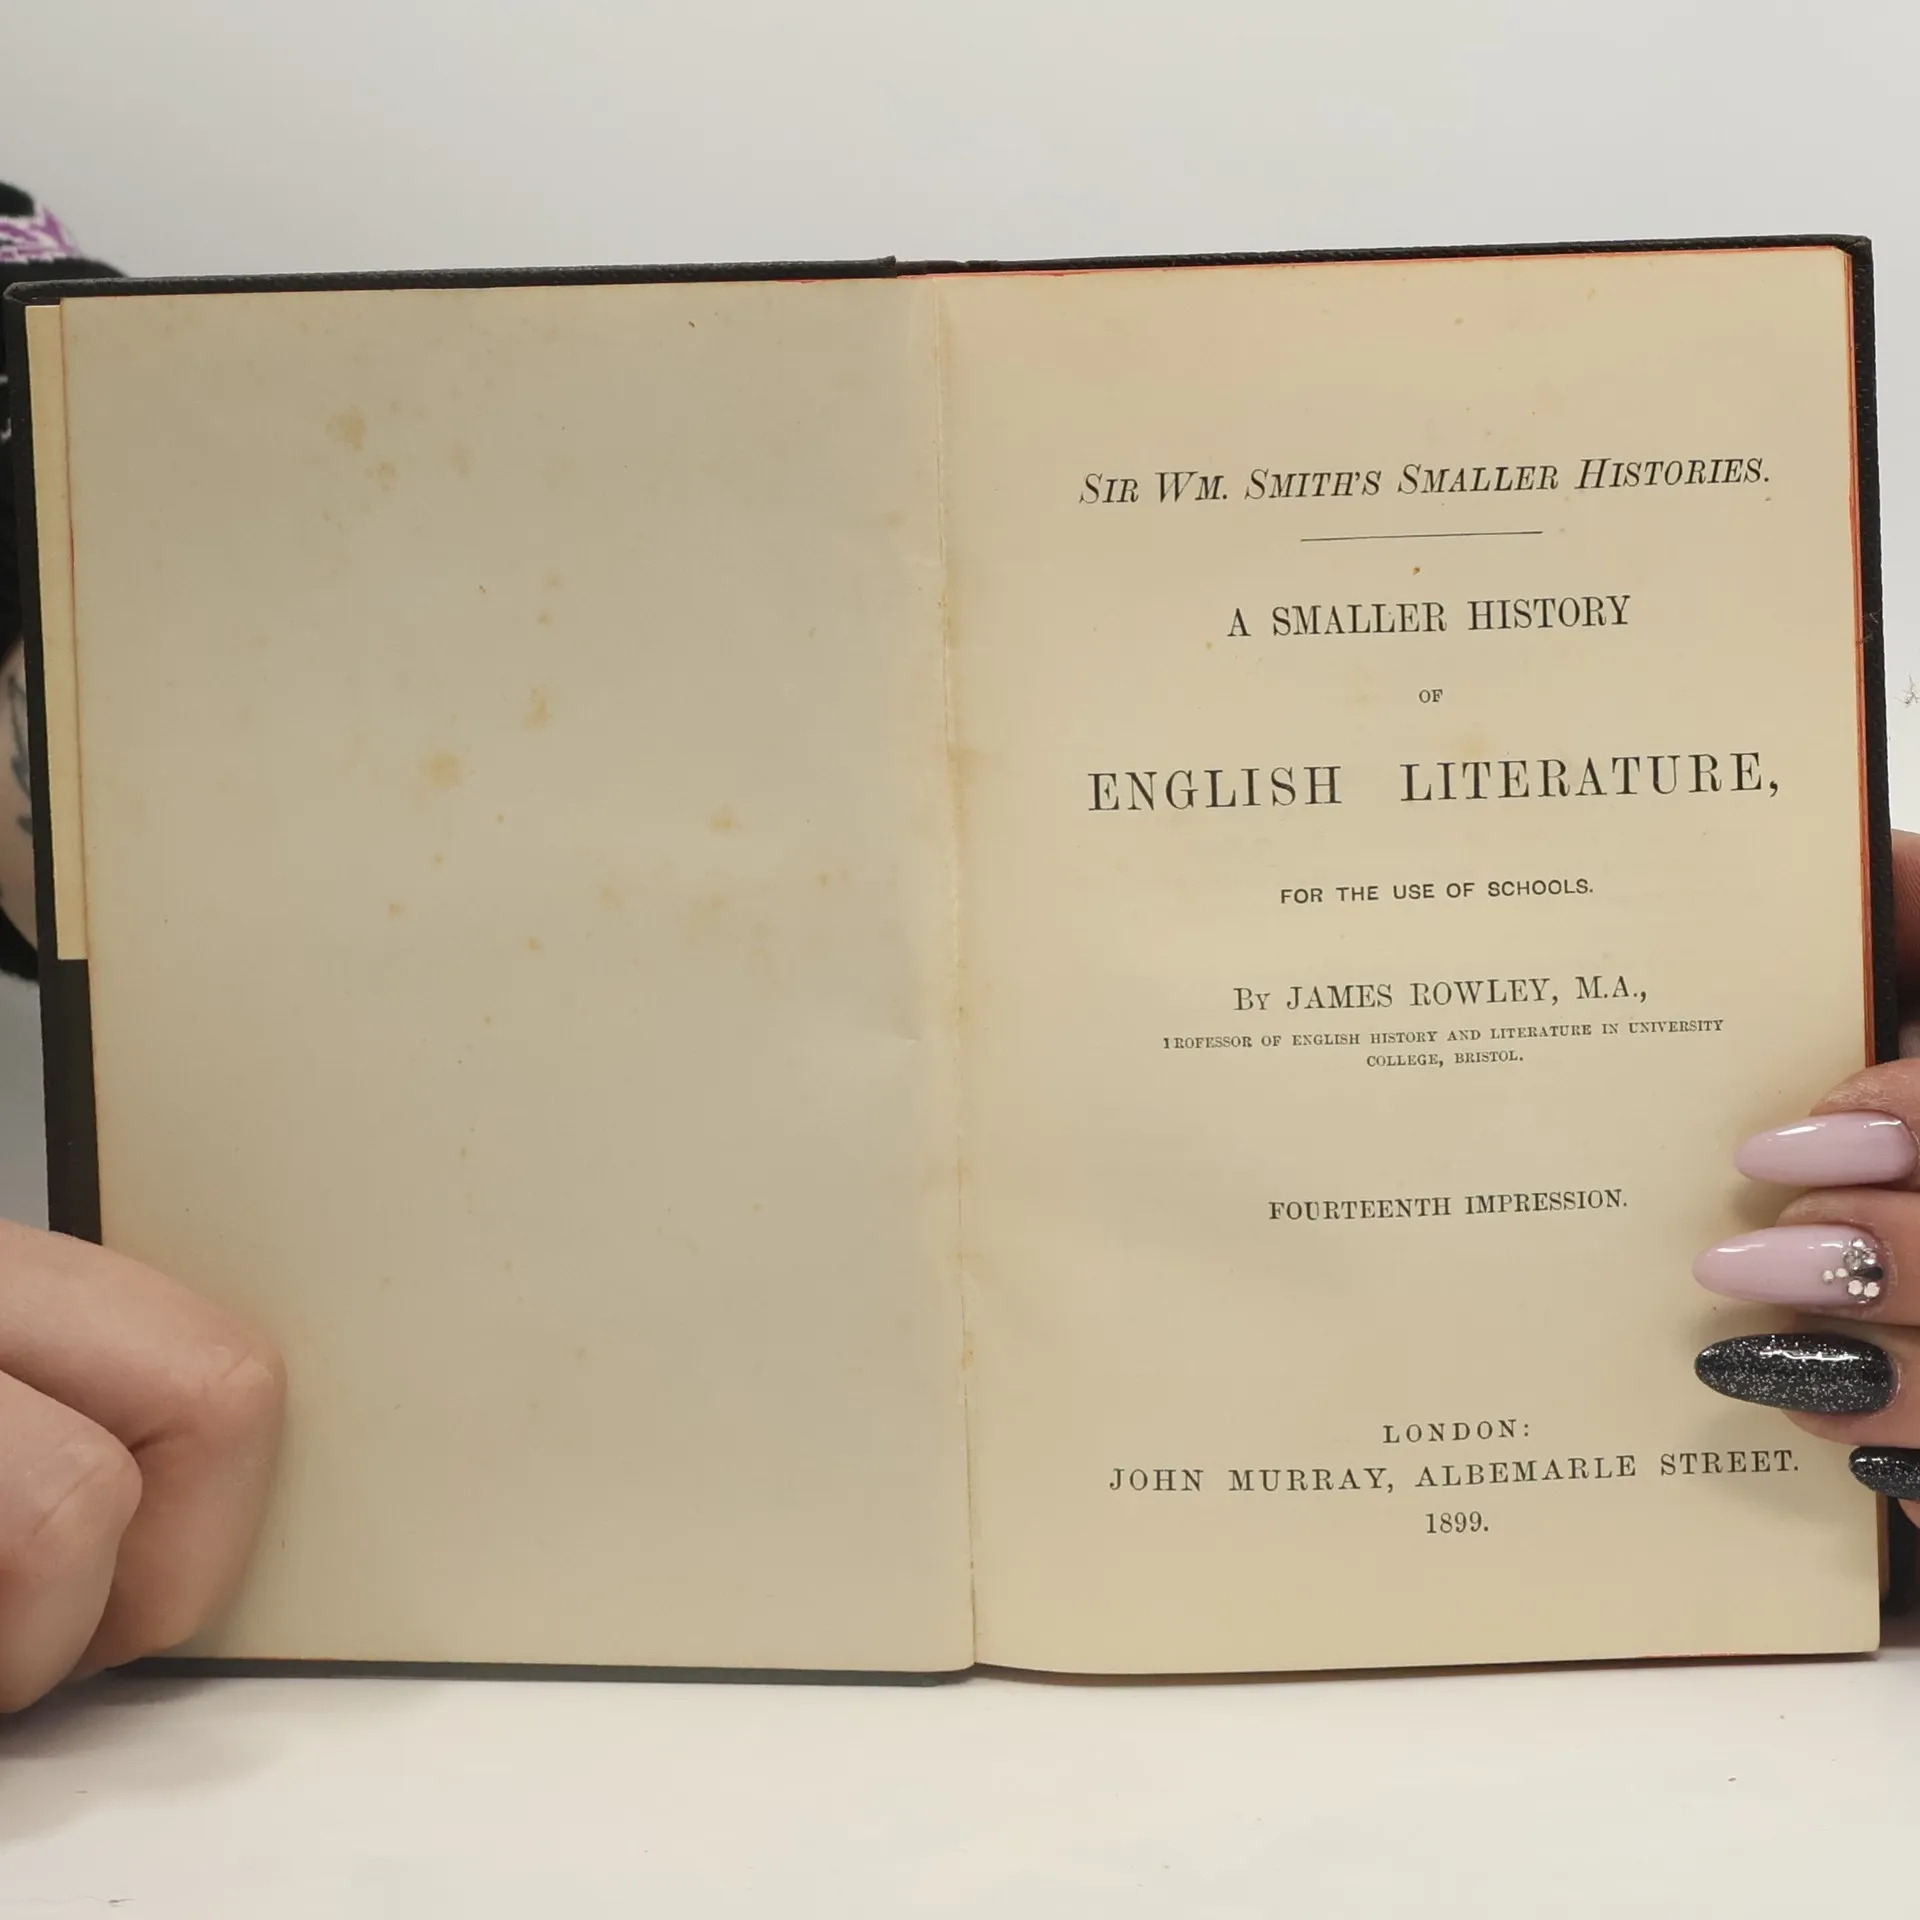 SIR WM. SMITH'S SMALLER HISTORIES.
A SMALLER HISTORY
OF
ENGLISH LITERATURE,
FOR THE USE OF SCHOOLS.
BY JAMES ROWLEY, M.A.,
PROFESSOR OF ENGLISH HISTORY AND LITERATURE IN UNIVERSITY
COLLEGE, BRISTOL.
FOURTEENTH IMPRESSION.
LONDON:
JOHN MURRAY, ALBEMARLE STREET.
1899.